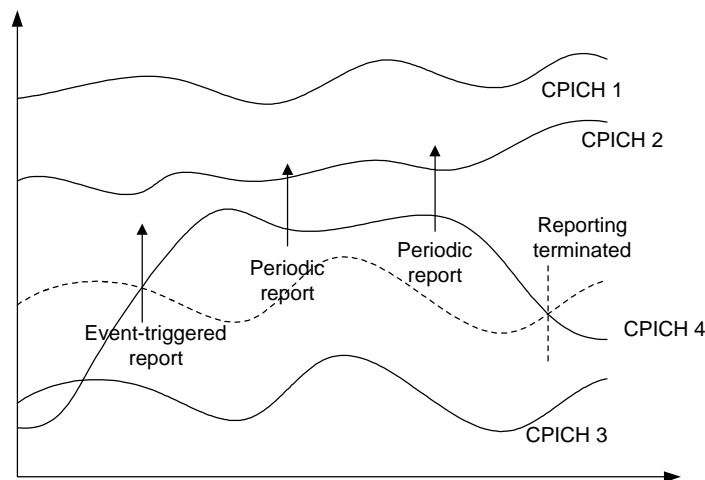 CPICH 1
CPICH 2
Reporting
terminated
Periodic
report
Periodic
report
Event-triggered
report
CPICH 4
CPICH 3